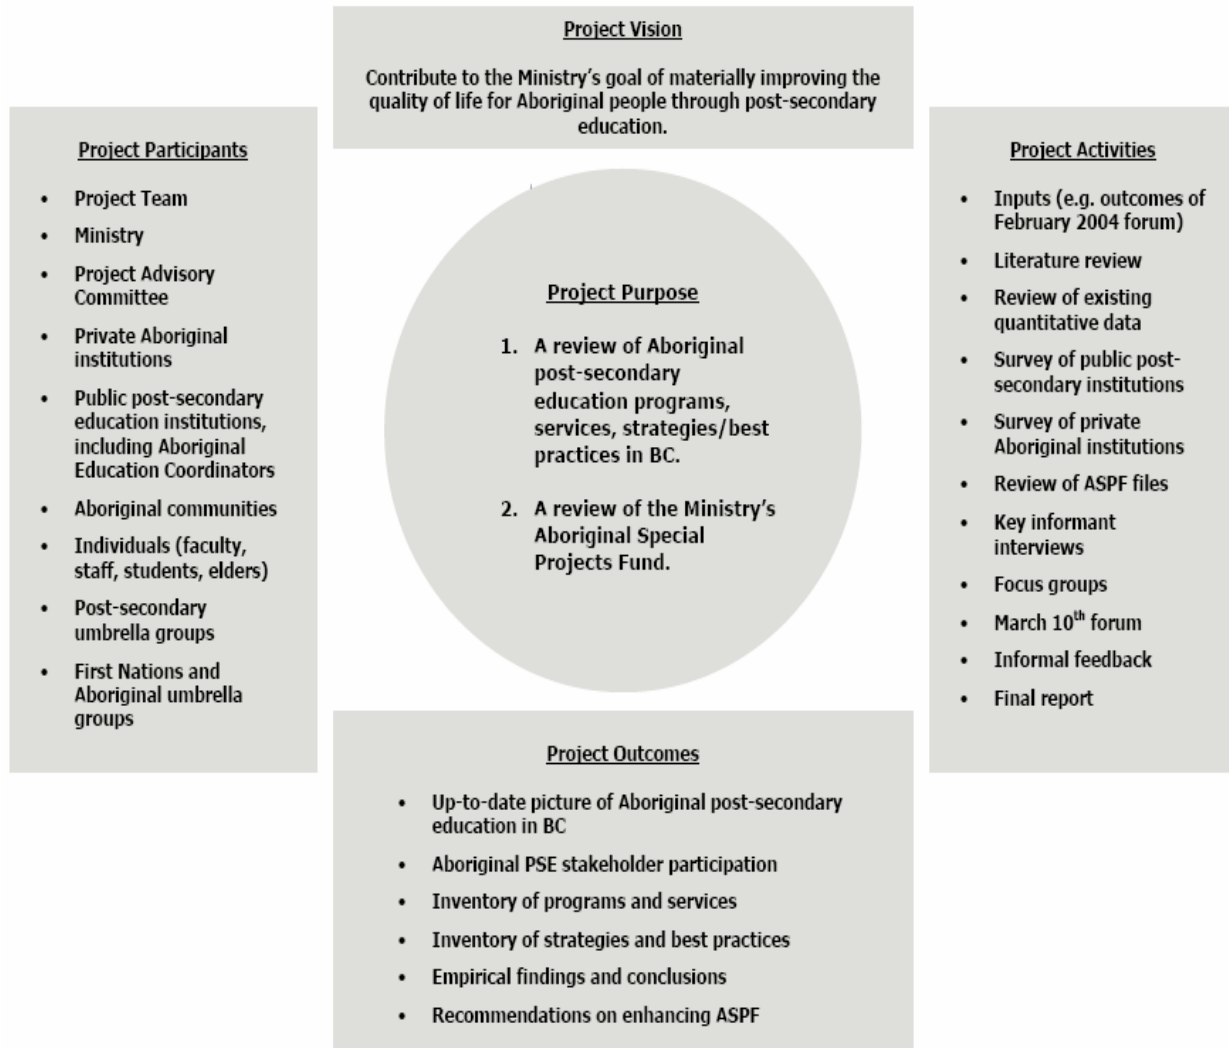 Project Vision
Contribute to the Ministry's goal of materially improving the
quality of life for Aboriginal people through post-secondary
education.
Project Participants
• Project Team
• Ministry
• Project Advisory
Committee
• Private Aboriginal
institutions
• Public post-secondary
education institutions,
including Aboriginal
Education Coordinators
• Aboriginal communities
• Individuals (faculty,
staff, students, elders)
• Post-secondary
umbrella groups
• First Nations and
Aboriginal umbrella
groups
Project Purpose
1. A review of Aboriginal
post-secondary
education programs,
services, strategies/best
practices in BC.
2. A review of the Ministry's
Aboriginal Special
Projects Fund.
Project Activities
• Inputs (e.g. outcomes of
February 2004 forum)
• Literature review
• Review of existing
quantitative data
• Survey of public post-
secondary institutions
• Survey of private
Aboriginal institutions
• Review of ASPF files
• Key informant
interviews
• Focus groups
• March 10th forum
• Informal feedback
• Final report
Project Outcomes
• Up-to-date picture of Aboriginal post-secondary
education in BC
• Aboriginal PSE stakeholder participation
• Inventory of programs and services
• Inventory of strategies and best practices
• Empirical findings and conclusions
• Recommendations on enhancing ASPF